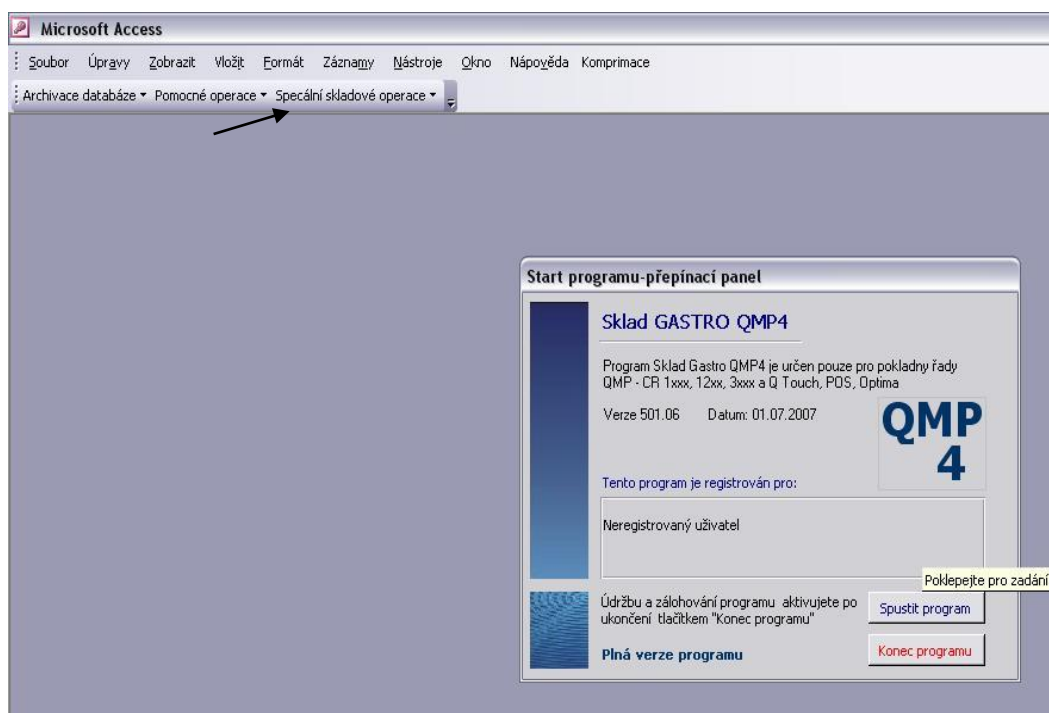 Microsoft Access
Soubor Úpravy Zobrazit Vložit Formát Záznamy Nástroje Okno Nápověda Komprimace
Archivace databáze Pomocné operace Specální skladové operace
Start programu-přepínací panel
Sklad GASTRO QMP4
Program Sklad Gastro QMP4 je určen pouze pro pokladny řady
QMP - CR 1xxx, 12xx, 3xxx a Q Touch, POS, Optima
Verze 501.06 Datum: 01.07.2007
QMP
4
Tento program je registrován pro:
Neregistrovaný uživatel
Poklepejte pro zadání
Údržbu a zálohování programu aktivujete po
ukončení tlačítkem "Konec programu"
Spustit program
Plná verze programu
Konec programu